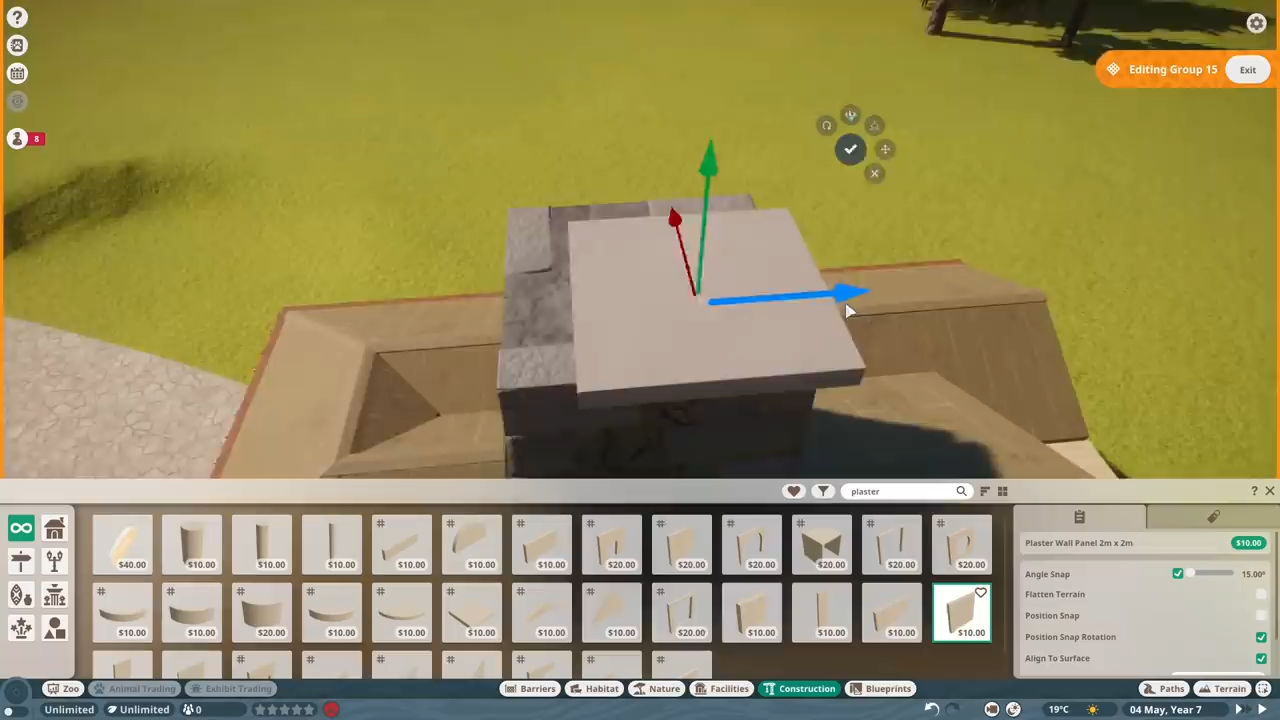 ?
Editing Group 15
Exit
8
plaster
?
$40.00 $10.00 $10.00 $10.00 $10.00 $10.00 $10.00 $20.00 $10.00 $20.00 $20.00 $20.00 $20.00
$10.00 $10.00 $20.00 $10.00 $10.00 $10.00 $10.00 $10.00 $20.00 $10.00 $10.00 $10.00 $10.00
Plaster Wall Panel 2m x 2m
$10.00
Angle Snap
15.00°
Flatten Terrain
Position Snap
Position Snap Rotation
Align To Surface
Zoo
Animal Trading
Exhibit Trading
Barriers
Habitat
Nature
Facilities
Construction
Blueprints
Paths
Terrain
Unlimited
Unlimited
0
19°C
04 May, Year 7